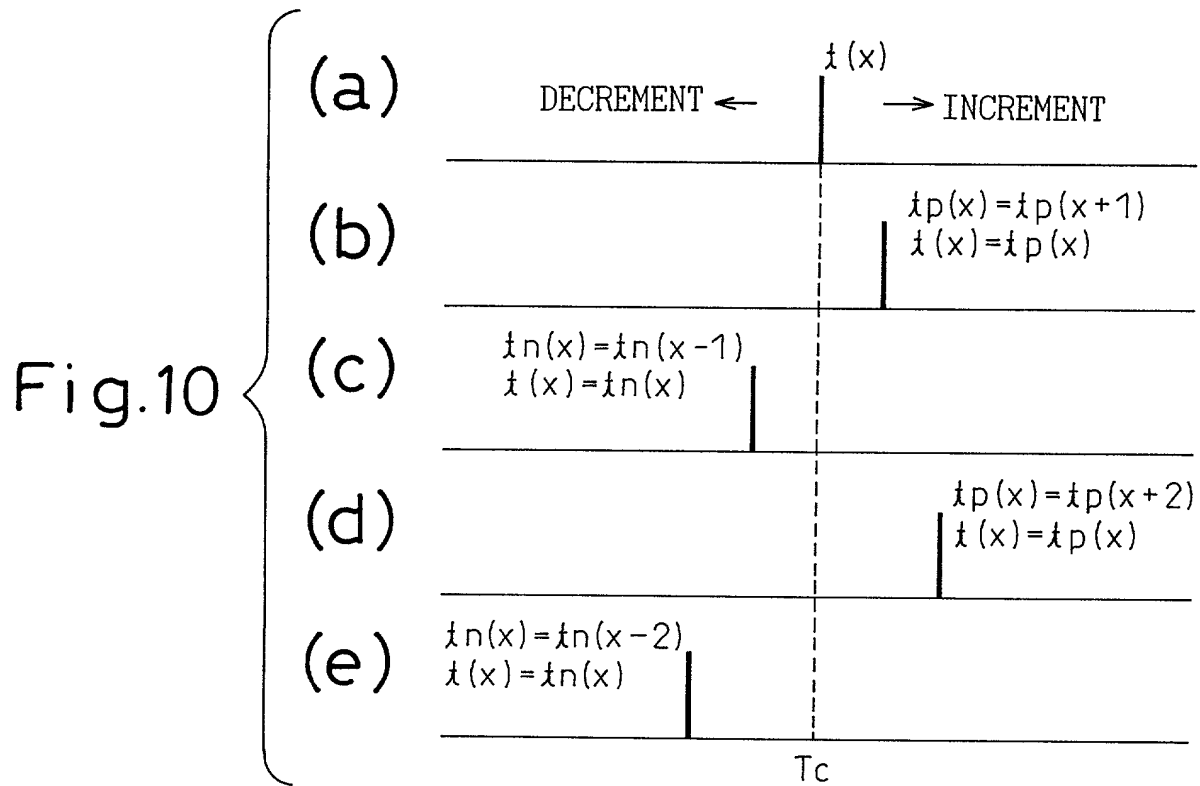 Fig.10
(a)
t(x)
DECREMENT ← → INCREMENT
(b)
tp(x)=tp(x+1)
t(x)=tp(x)
(c)
tn(x)=tn(x-1)
t(x)=tn(x)
(d)
tp(x)=tp(x+2)
t(x)=tp(x)
(e)
tn(x)=tn(x-2)
t(x)=tn(x)
Tc